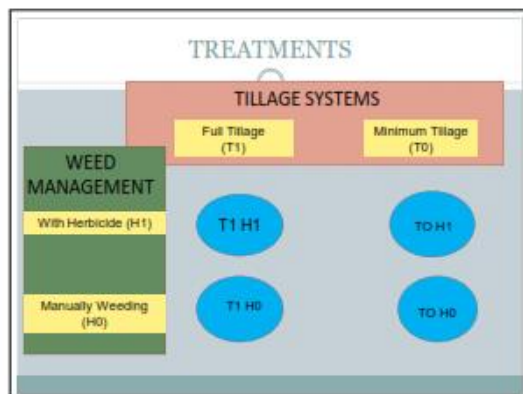 TREATMENTS
TILLAGE SYSTEMS
Full Tillage
(T1)
Minimum Tillage
(T0)
WEED
MANAGEMENT
With Herbicide (H1)
T1 H1
TO H1
Manually Weeding
(H0)
T1 H0
TO H0